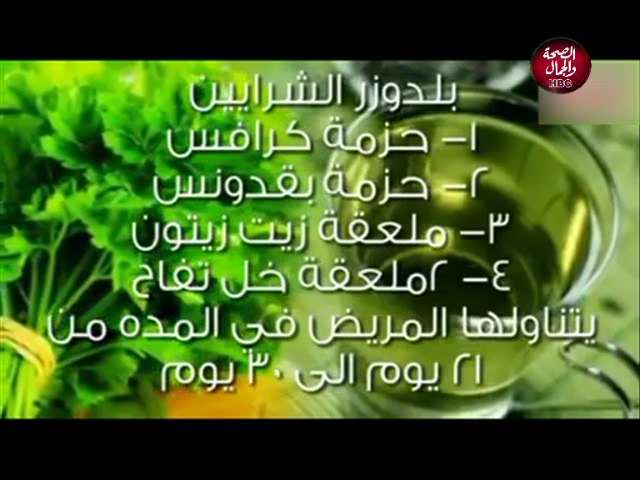 الصحة
والجمال
HBC
بلدوزر الشرايين
١- حزمة كرافس
٢- حزمة بقدونس
٣- ملعقة زيت زيتون
٤- ٢ملعقة خل تفاح
يتناولها المريض في المده من
٢١ يوم الى ٣٠ يوم